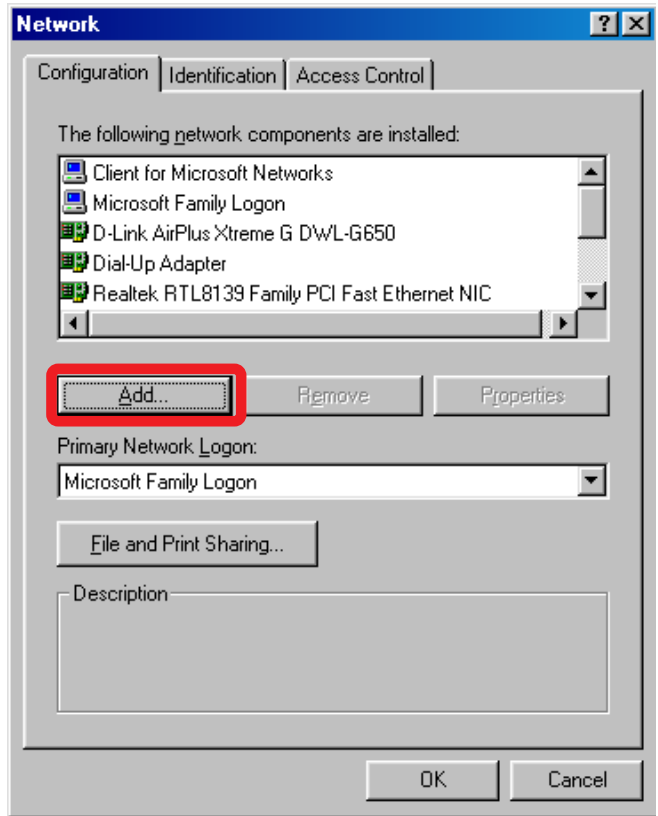 Network
Configuration Identification Access Control
The following network components are installed:
Client for Microsoft Networks
Microsoft Family Logon
D-Link AirPlus Xtreme G DWL-G650
Dial-Up Adapter
Realtek RTL8139 Family PCI Fast Ethernet NIC
Add... Remove Properties
Primary Network Logon:
Microsoft Family Logon
File and Print Sharing...
Description
OK Cancel